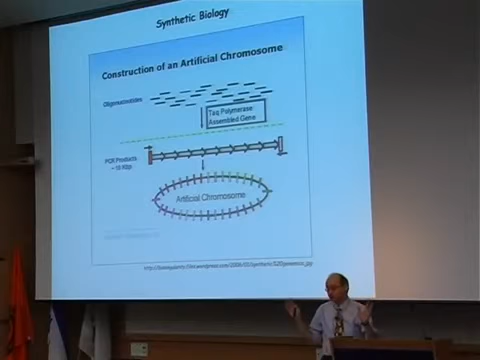 Synthetic Biology
Construction of an Artificial Chromosome
Oligonucleotides
Taq Polymerase
Assembled Gene
PCR Products
~ 10 Kbp
Artificial Chromosome